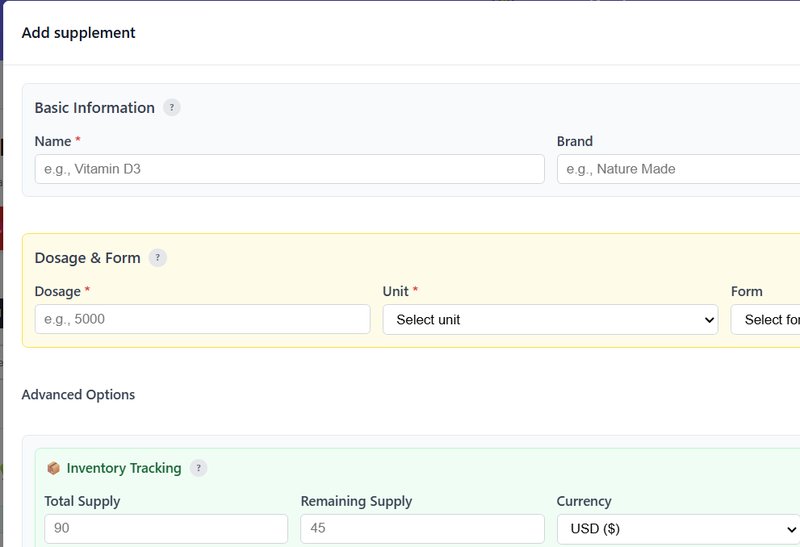 Add supplement
Basic Information ?
Name * Brand
e.g., Vitamin D3 e.g., Nature Made
Dosage & Form ?
Dosage * Unit * Form
e.g., 5000 Select unit Select for
Advanced Options
Inventory Tracking ?
Total Supply Remaining Supply Currency
90 45 USD ($)